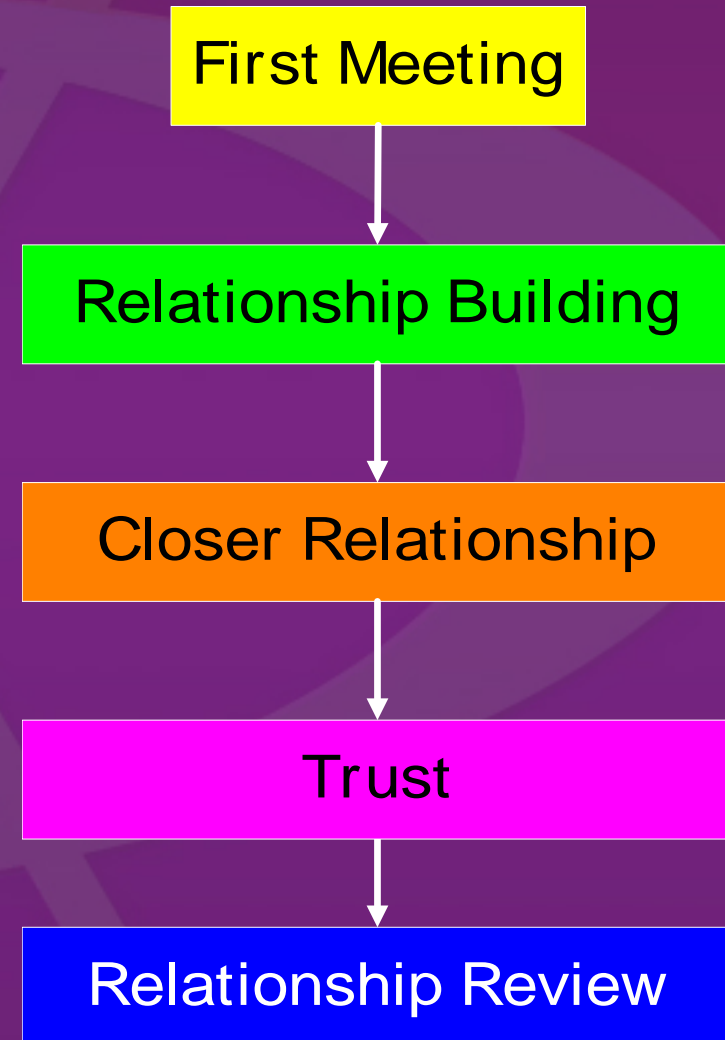 First Meeting
Relationship Building
Closer Relationship
Trust
Relationship Review